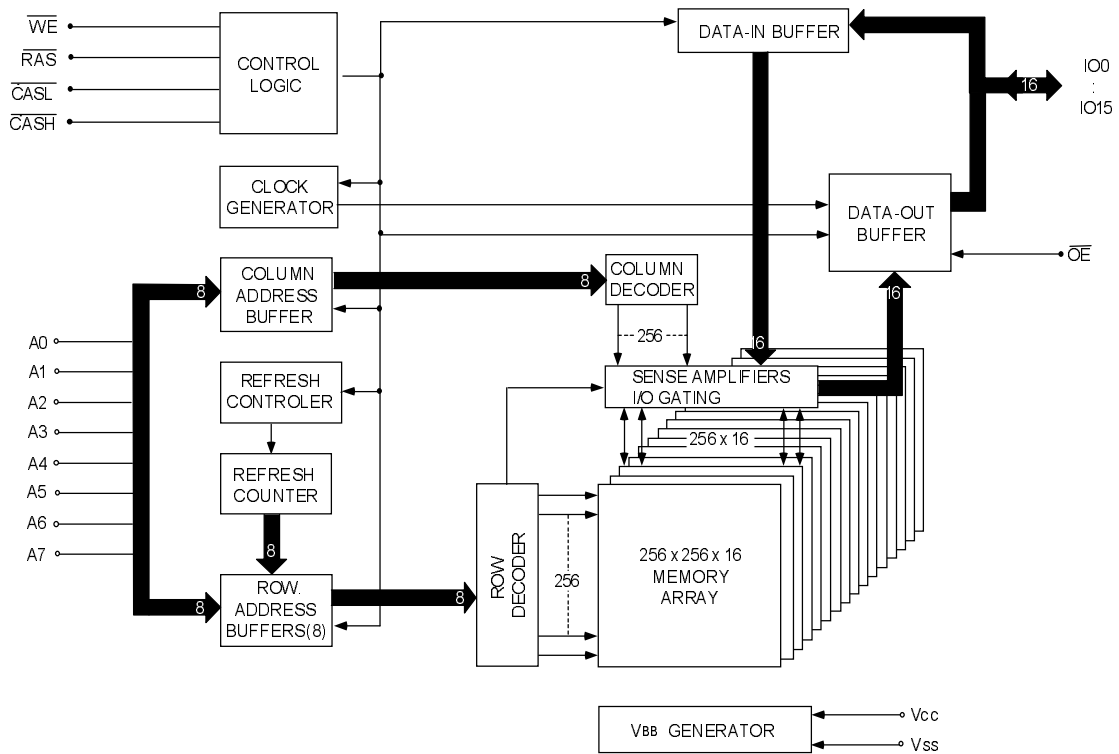 WE
RAS
CASL
CASH
CONTROL
LOGIC
DATA-IN BUFFER
16
IO0
:
IO15
CLOCK
GENERATOR
DATA-OUT
BUFFER
OE
16
16
COLUMN
ADDRESS
BUFFER
8
8
COLUMN
DECODER
256
A0
A1
A2
A3
A4
A5
A6
A7
REFRESH
CONTROLER
REFRESH
COUNTER
8
8
ROW.
ADDRESS
BUFFERS(8)
8
ROW
DECODER
256
SENSE AMPLIFIERS
I/O GATING
256 x 16
256 x 256 x 16
MEMORY
ARRAY
VBB GENERATOR
Vcc
Vss